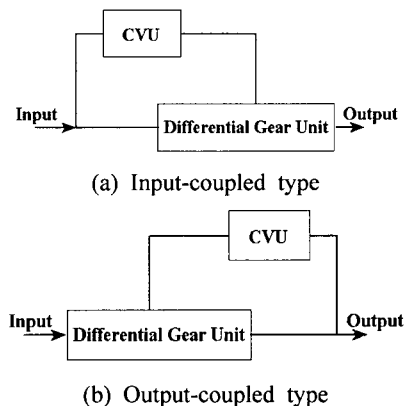 CVU
Input
Differential Gear Unit
Output
(a) Input-coupled type
CVU
Input
Differential Gear Unit
Output
(b) Output-coupled type